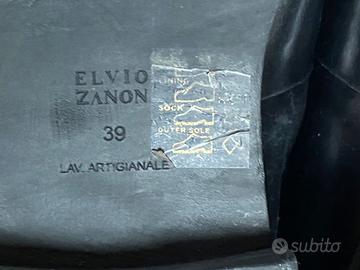 ELVIO
ZANON
39
LAV. ARTIGIANALE
LINING
SOCK
OUTER SOLE
subito